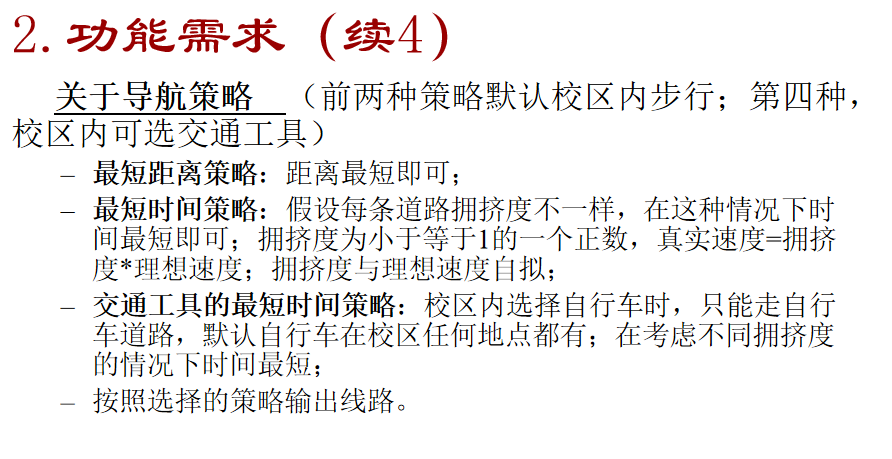 2.功能需求（续4）
关于导航策略 （前两种策略默认校区内步行；第四种，
校区内可选交通工具）
– 最短距离策略：距离最短即可；
– 最短时间策略：假设每条道路拥挤度不一样，在这种情况下时
间最短即可；拥挤度为小于等于1的一个正数，真实速度=拥挤
度*理想速度；拥挤度与理想速度自拟；
– 交通工具的最短时间策略：校区内选择自行车时，只能走自行
车道路，默认自行车在校区任何地点都有；在考虑不同拥挤度
的情况下时间最短；
– 按照选择的策略输出线路。